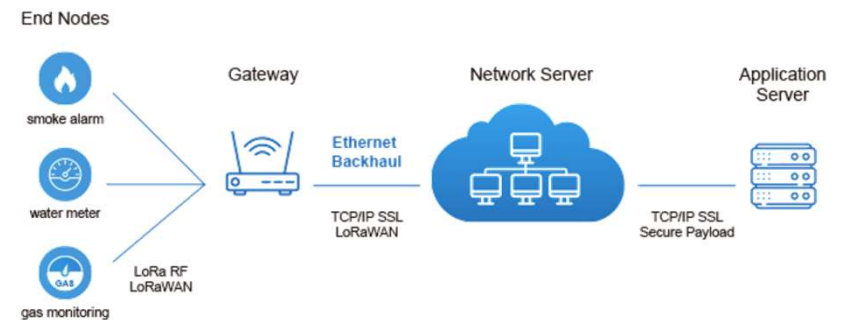 End Nodes
smoke alarm
water meter
GAS
gas monitoring
LoRa RF
LoRaWAN
Gateway
Ethernet
Backhaul
TCP/IP SSL
LoRaWAN
Network Server
TCP/IP SSL
Secure Payload
Application
Server